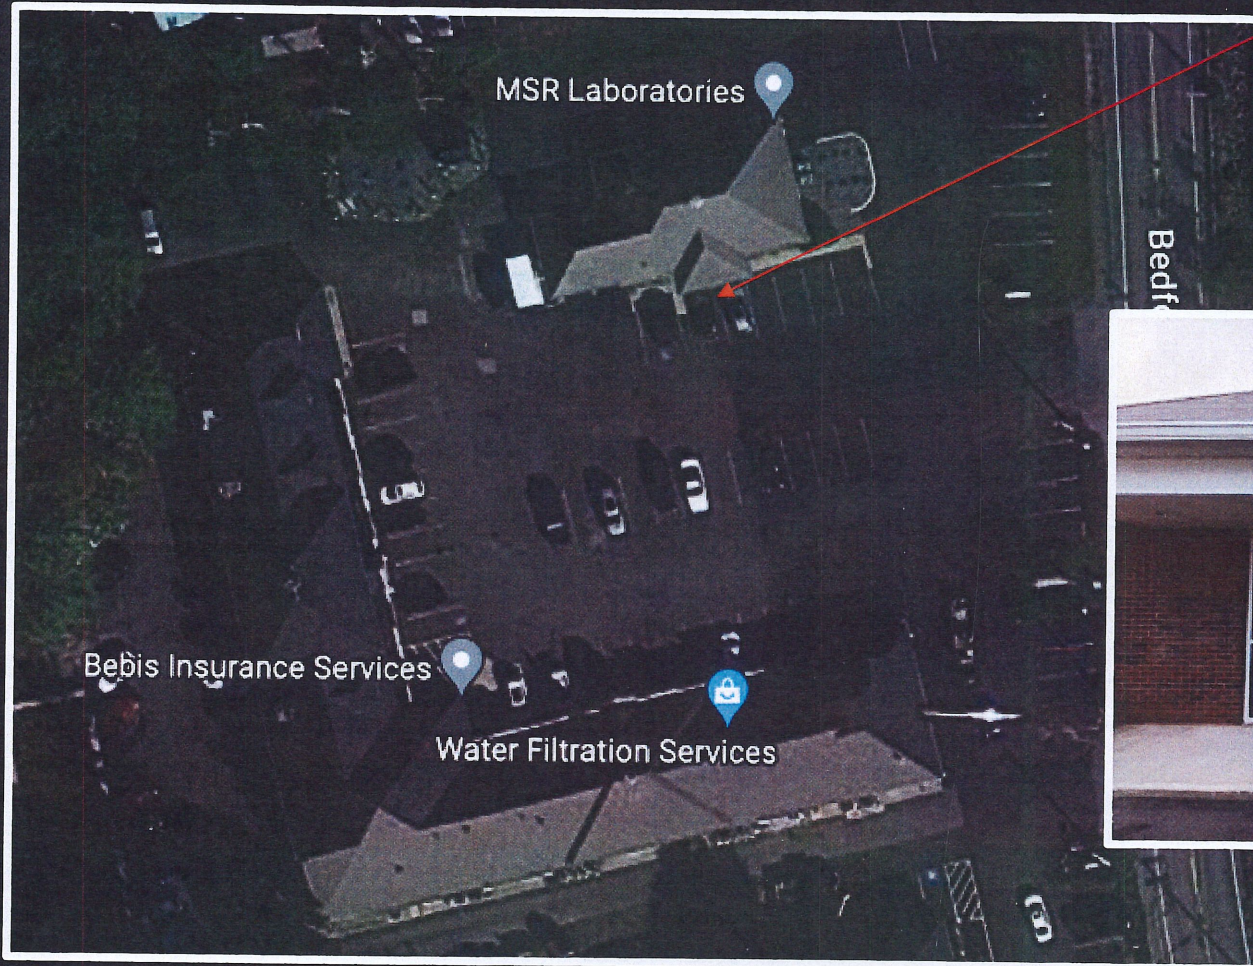 MSR Laboratories
Bedf
Bebis Insurance Services
Water Filtration Services